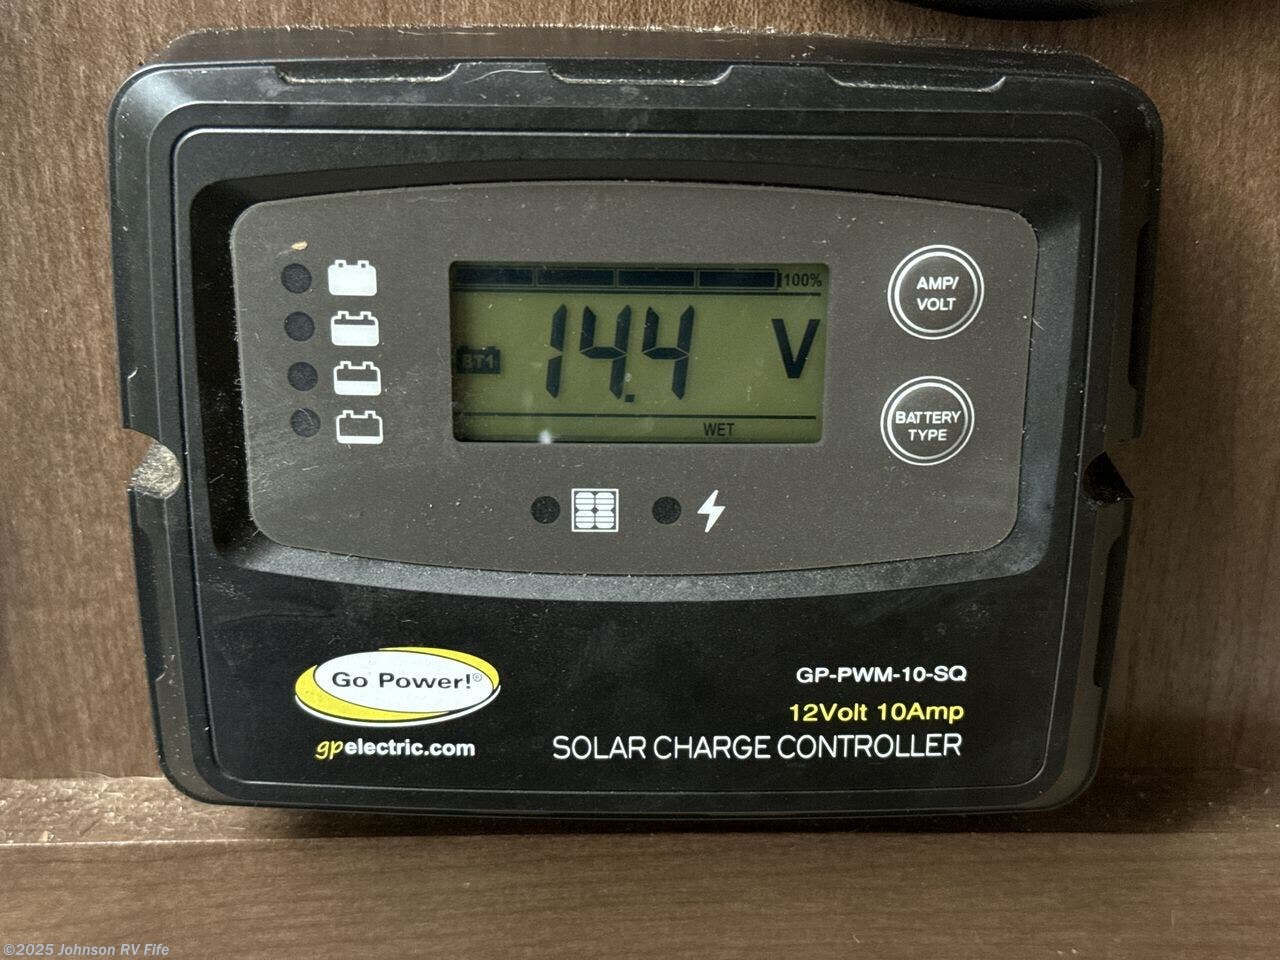 100%
AMP/
VOLT
BT1
14.4 V
WET
BATTERY
TYPE
Go Power!®
gpelectric.com
GP-PWM-10-SQ
12Volt 10Amp
SOLAR CHARGE CONTROLLER
©2025 Johnson RV Fife